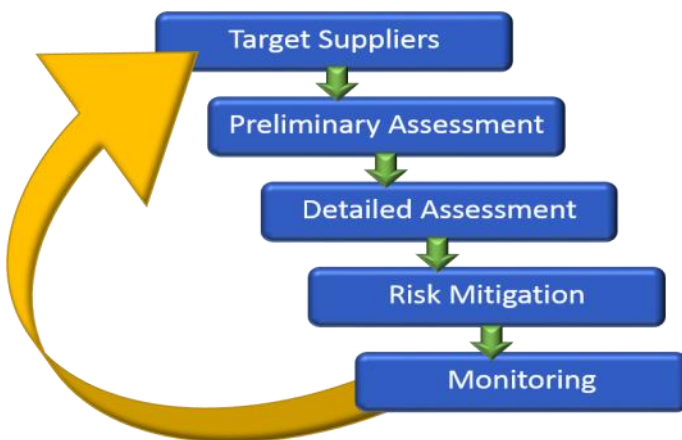 Target Suppliers
Preliminary Assessment
Detailed Assessment
Risk Mitigation
Monitoring